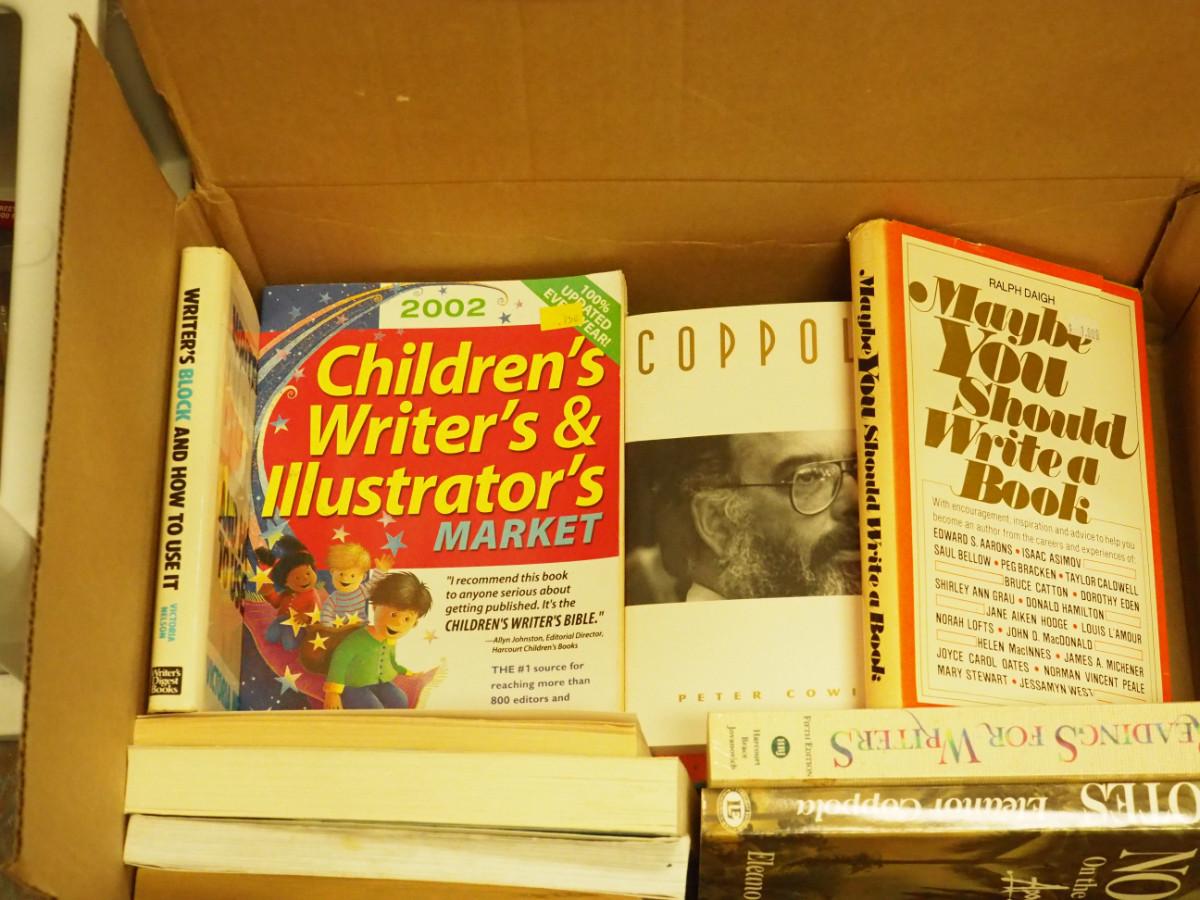 WRITER'S BLOCK AND HOW TO USE IT
VICTORIA
NELSON
Writer's
Digest
Books
2002
100%
UPDATED
Children's
Writer's &
Illustrator's
MARKET
"I recommend this book
to anyone serious about
getting published. It's the
CHILDREN'S WRITER'S BIBLE."
—Allyn Johnston, Editorial Director,
Harcourt Children's Books
THE #1 source for
reaching more than
800 editors and
COPPOL
PETER COWI
Maybe You Should Write a Book
RALPH DAIGH
Maybe
You
Should
Write a
Book
With encouragement, inspiration and advice to help you
become an author from the careers and experiences of:
EDWARD S. AARONS • ISAAC ASIMOV
SAUL BELLOW • PEG BRACKEN • TAYLOR CALDWELL
BRUCE CATTON • DOROTHY EDEN
SHIRLEY ANN GRAU • DONALD HAMILTON
JANE AIKEN HODGE • LOUIS L'AMOUR
NORAH LOFTS • JOHN D. MacDONALD
HELEN MacINNES • JAMES A. MICHENER
JOYCE CAROL OATES • NORMAN VINCENT PEALE
MARY STEWART • JESSAMYN WEST
EADINGS FOR WRITERS
FIFTH EDITION
HBJ
Harcourt
Brace
Jovanovich
OTES Eleanor Coppola
LE
NO
On the
Eleano